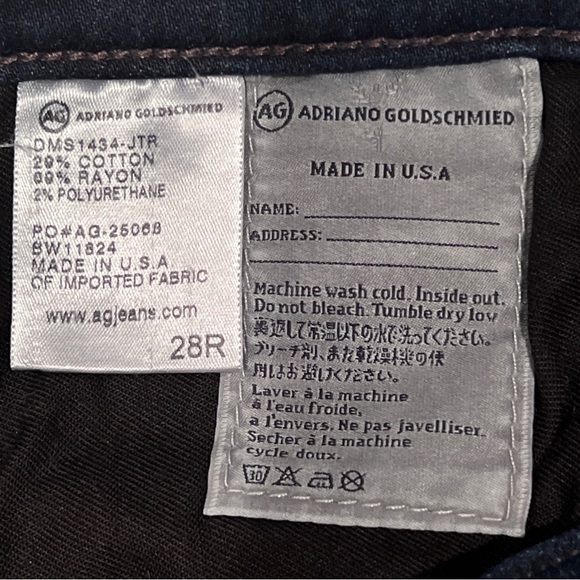 AG ADRIANO GOLDSCHMIED
DMS1434-JTR
29% COTTON
69% RAYON
2% POLYURETHANE
PO#AG-25068
BW11824
MADE IN U.S.A
OF IMPORTED FABRIC
www.agjeans.com
28R
AG ADRIANO GOLDSCHMIED
MADE IN U.S.A
NAME:
ADDRESS:
Machine wash cold. Inside out.
Do not bleach. Tumble dry low
裏返して常温以下の水で洗ってください。
ブリーチ剤、また乾燥機の使
用はお避けください。
Laver à la machine
à l'eau froide,
a l'envers. Ne pas javelliser.
Secher à la machine
cycle doux.
30